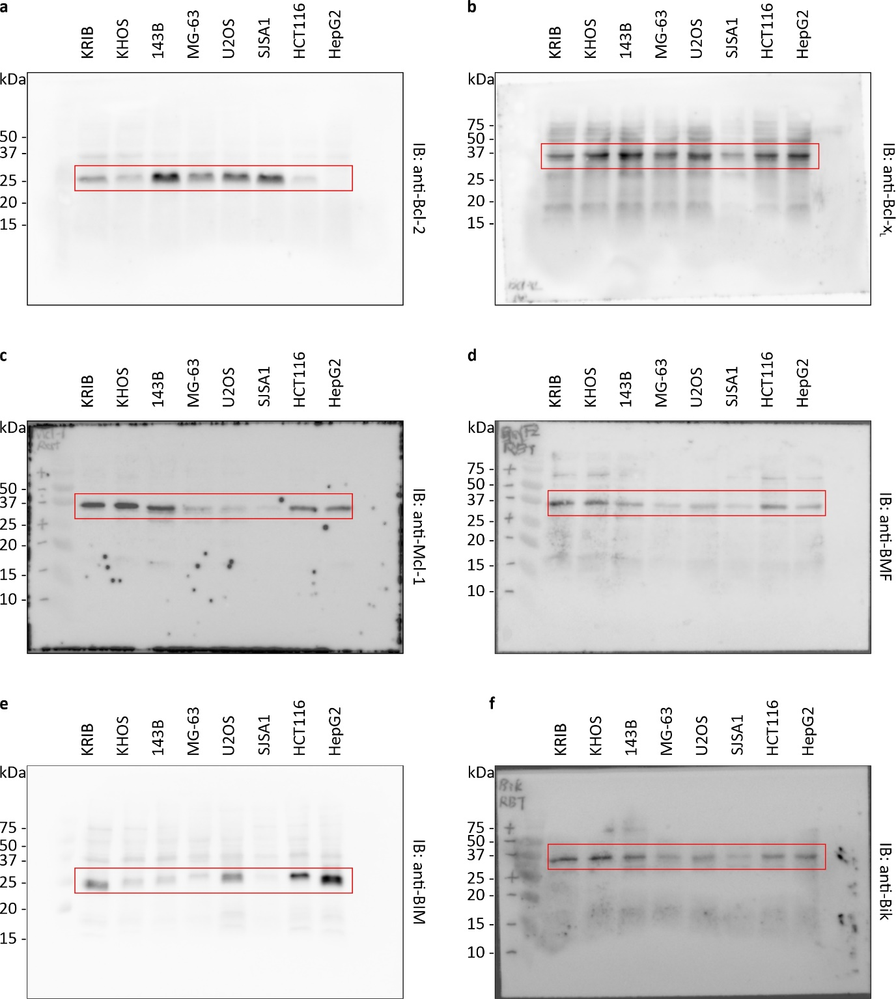 a
KRIB KHOS 143B MG-63 U2OS SJSA1 HCT116 HepG2
kDa
50 -
37 -
25 -
20 -
15 -
IB: anti-Bcl-2
b
KRIB KHOS 143B MG-63 U2OS SJSA1 HCT116 HepG2
kDa
75 -
50 -
37 -
25 -
20 -
15 -
IB: anti-Bcl-xL
c
KRIB KHOS 143B MG-63 U2OS SJSA1 HCT116 HepG2
kDa
Mcl-1
50 -
37 -
25 -
20 -
15 -
10 -
IB: anti-Mcl-1
d
KRIB KHOS 143B MG-63 U2OS SJSA1 HCT116 HepG2
kDa
RBT
75 -
50 -
37 -
25 -
20 -
15 -
10 -
IB: anti-BMF
e
KRIB KHOS 143B MG-63 U2OS SJSA1 HCT116 HepG2
kDa
75 -
50 -
37 -
25 -
20 -
15 -
IB: anti-BIM
f
KRIB KHOS 143B MG-63 U2OS SJSA1 HCT116 HepG2
kDa
Bik
RBT
75 -
50 -
37 -
25 -
20 -
15 -
10 -
IB: anti-Bik